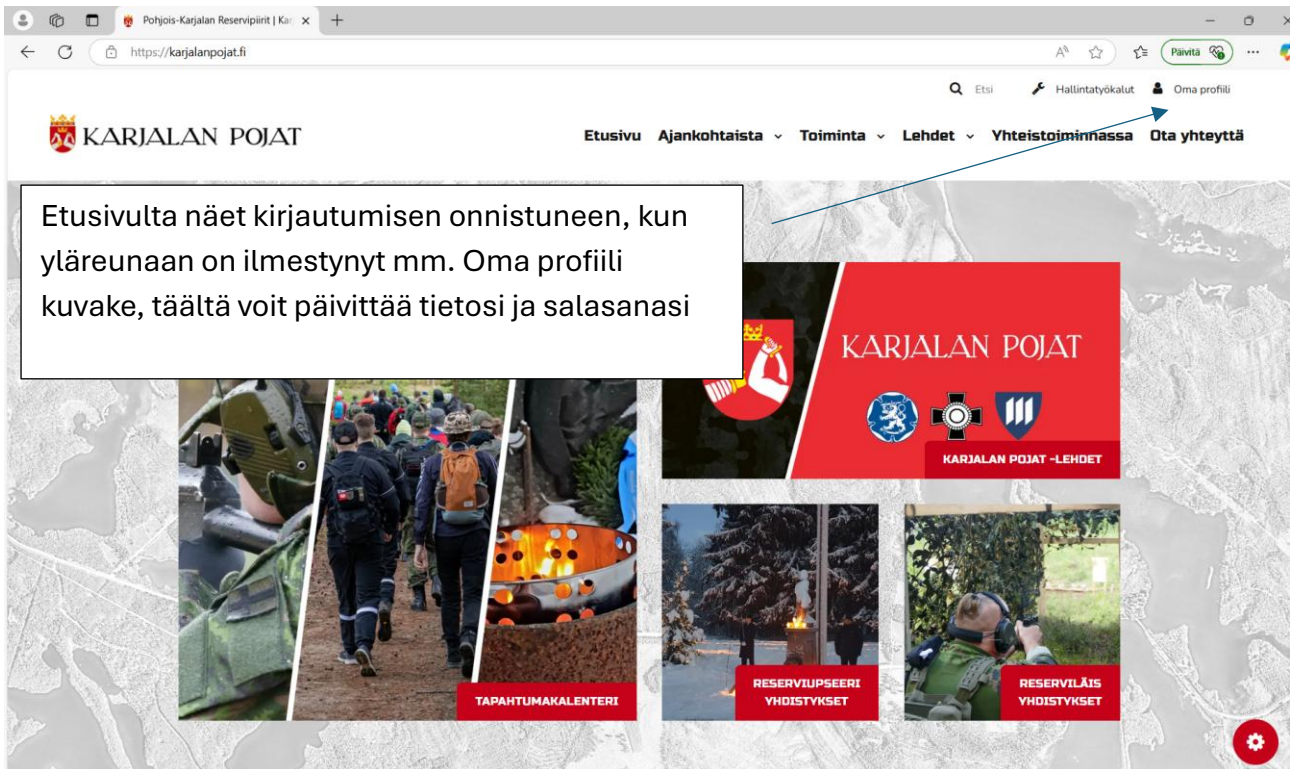 Pohjois-Karjalan Reservipiirit | Kar
https://karjalanpojat.fi
Päivitä
Etsi Hallintatyökalut Oma profiili
KARJALAN POJAT
Etusivu Ajankohtaista Toiminta Lehdet Yhteistoiminnassa Ota yhteyttä
Etusivulta näet kirjautumisen onnistuneen, kun
yläreunaan on ilmestynyt mm. Oma profiili
kuvake, täältä voit päivittää tietosi ja salasanasi
KARJALAN POJAT
KARJALAN POJAT -LEHDET
TAPAHTUMAKALENTERI
RESERVIUPSEERI
YHDISTYKSET
RESERVILÄIS
YHDISTYKSET